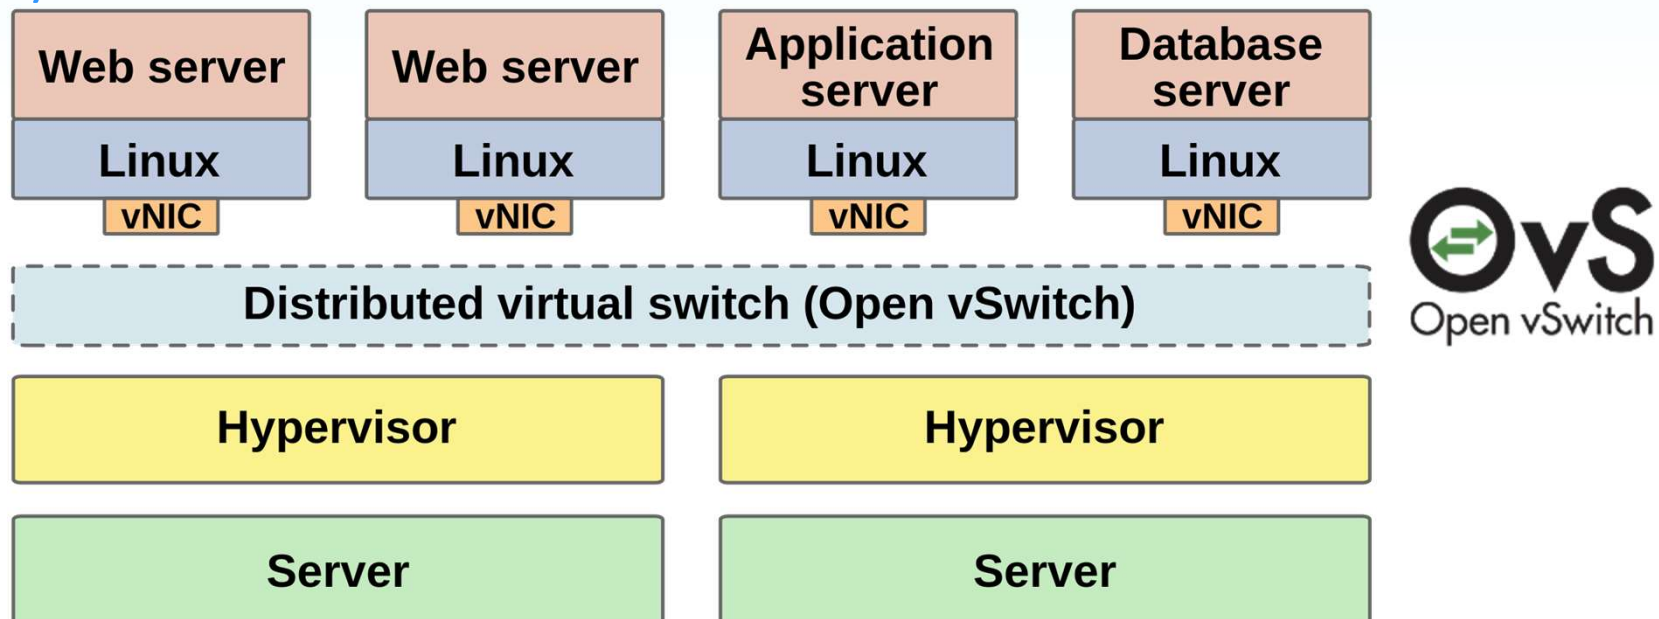 Web server
Web server
Application
server
Database
server
Linux
Linux
Linux
Linux
vNIC
vNIC
vNIC
vNIC
Distributed virtual switch (Open vSwitch)
OvS
Open vSwitch
Hypervisor
Hypervisor
Server
Server